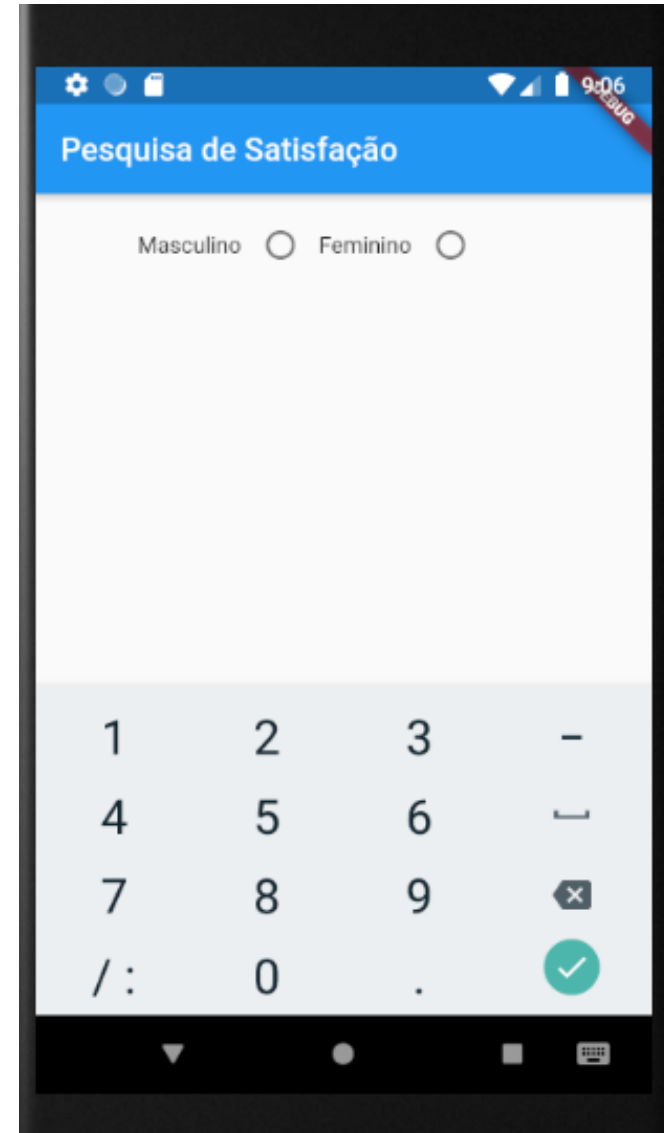 9:06
DEBUG
Pesquisa de Satisfação
Masculino Feminino
1 2 3 -
4 5 6
7 8 9
/ : 0 .